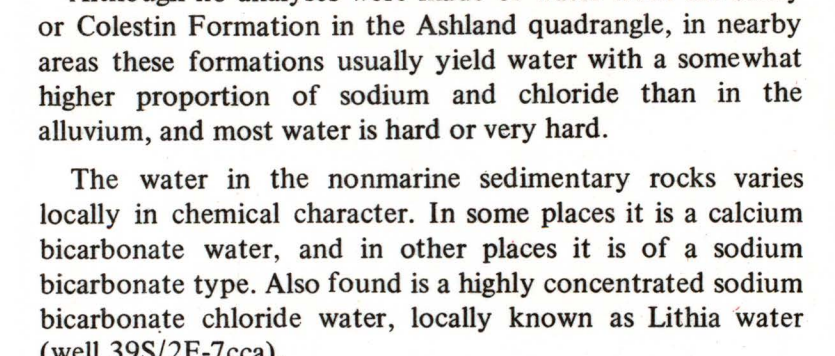 or Colestin Formation in the Ashland quadrangle, in nearby
areas these formations usually yield water with a somewhat
higher proportion of sodium and chloride than in the
alluvium, and most water is hard or very hard.
The water in the nonmarine sedimentary rocks varies
locally in chemical character. In some places it is a calcium
bicarbonate water, and in other places it is of a sodium
bicarbonate type. Also found is a highly concentrated sodium
bicarbonate chloride water, locally known as Lithia water
(well 39S/2E-7cca).